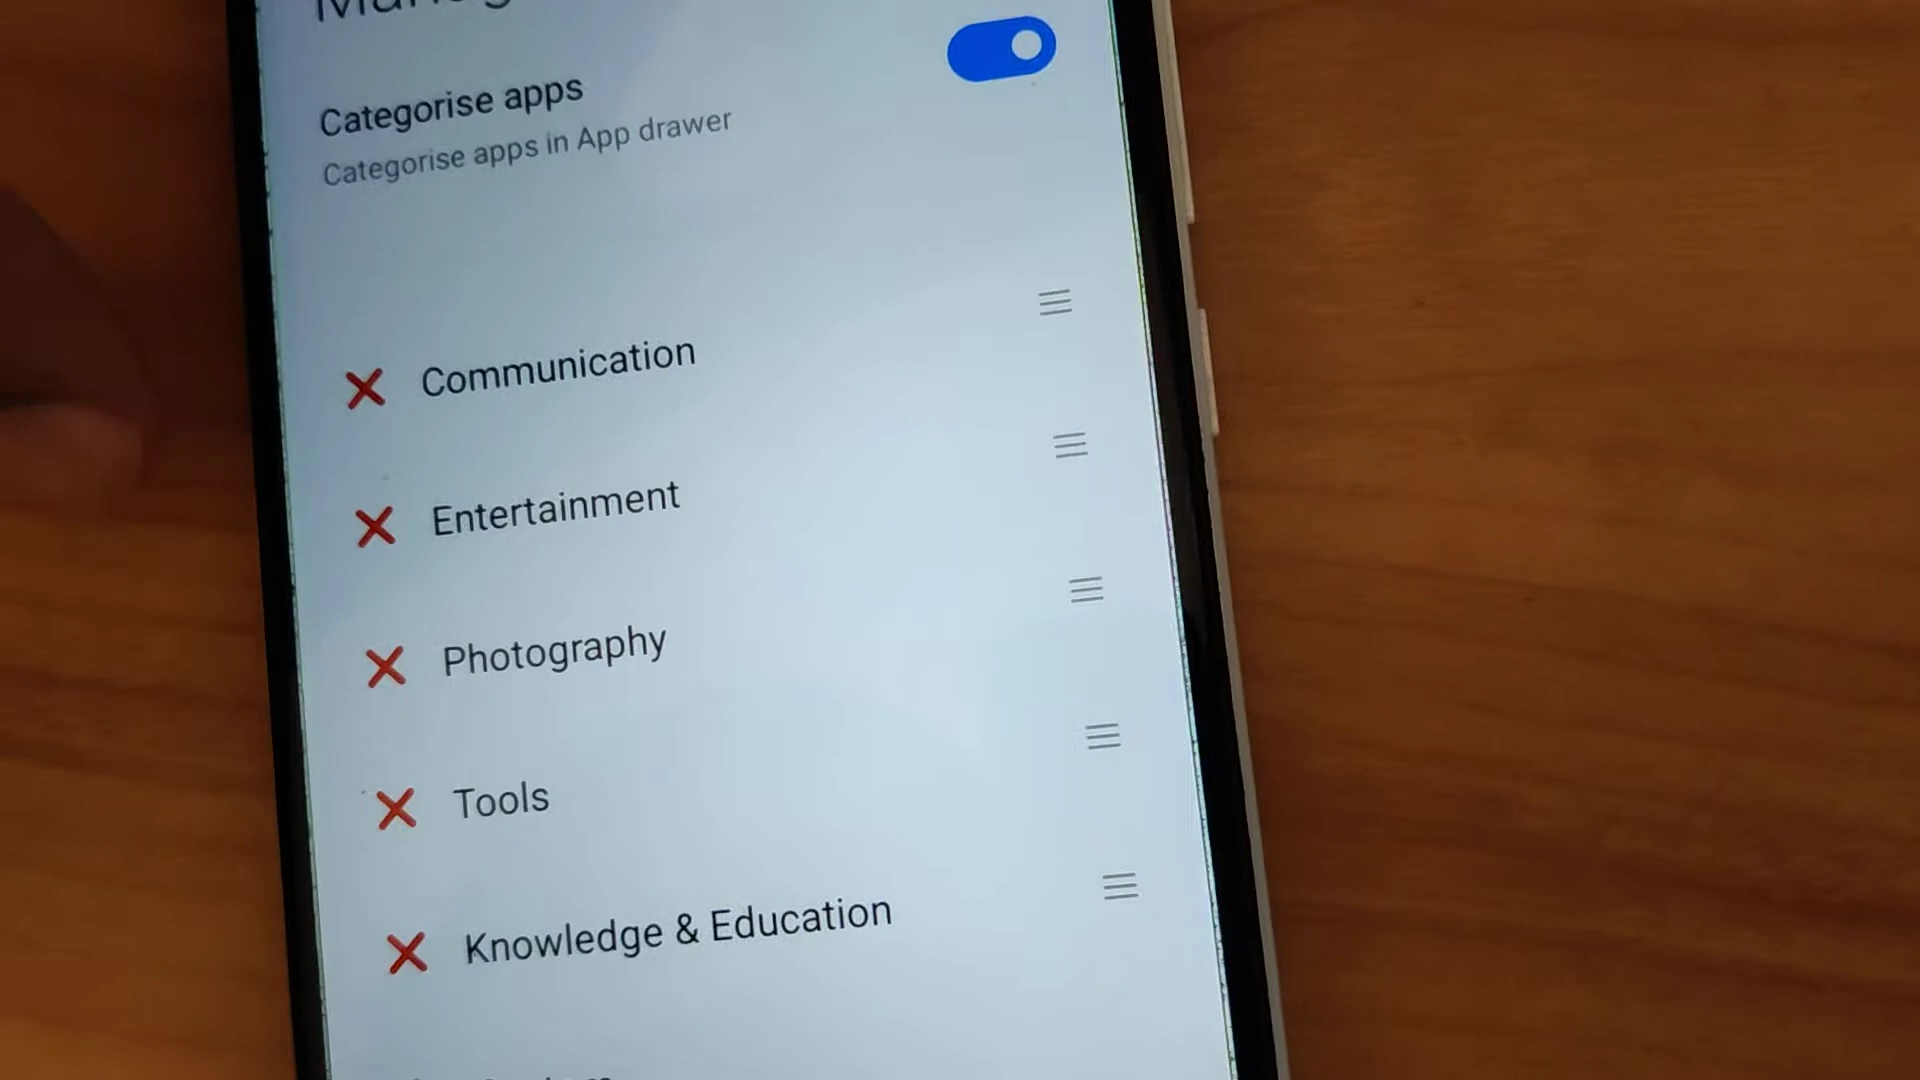 Categorise apps
Categorise apps in App drawer
Communication
Entertainment
Photography
Tools
Knowledge & Education